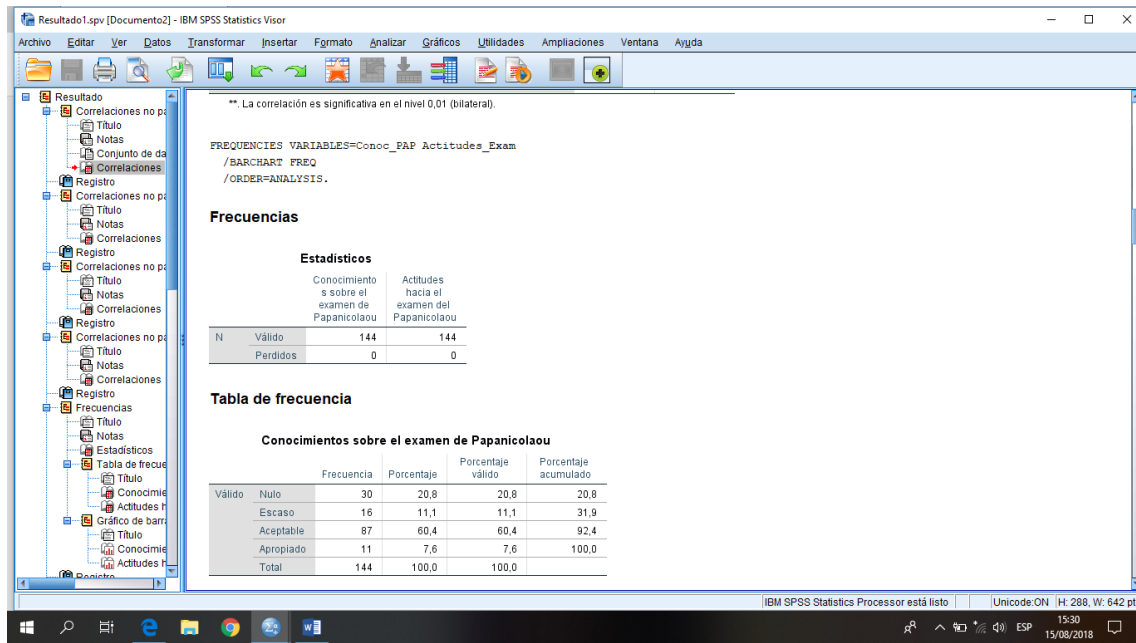 Resultado1.spv [Documento2] - IBM SPSS Statistics Visor
Archivo Editar Ver Datos Transformar Insertar Formato Analizar Gráficos Utilidades Ampliaciones Ventana Ayuda
Resultado
Correlaciones no pa
Título
Notas
Conjunto de da
Correlaciones
Registro
Correlaciones no pa
Título
Notas
Correlaciones
Registro
Correlaciones no pa
Título
Notas
Correlaciones
Registro
Correlaciones no pa
Título
Notas
Correlaciones
Registro
Frecuencias
Título
Notas
Estadísticos
Tabla de frecue
Título
Conocimie
Actitudes h
Gráfico de barr
Título
Conocimie
Actitudes h
Registro
**. La correlación es significativa en el nivel 0,01 (bilateral).
FREQUENCIES VARIABLES=Conoc_PAP Actitudes_Exam
/BARCHART FREQ
/ORDER=ANALYSIS.
Frecuencias
Estadísticos
Conocimiento Actitudes
s sobre el hacia el
examen de examen del
Papanicolaou Papanicolaou
N Válido 144 144
Perdidos 0 0
Tabla de frecuencia
Conocimientos sobre el examen de Papanicolaou
Frecuencia Porcentaje Porcentaje válido Porcentaje acumulado
Válido Nulo 30 20,8 20,8 20,8
Escaso 16 11,1 11,1 31,9
Aceptable 87 60,4 60,4 92,4
Apropiado 11 7,6 7,6 100,0
Total 144 100,0 100,0
IBM SPSS Statistics Processor está listo Unicode:ON H: 288, W: 642 pt
ESP 15:30
15/08/2018